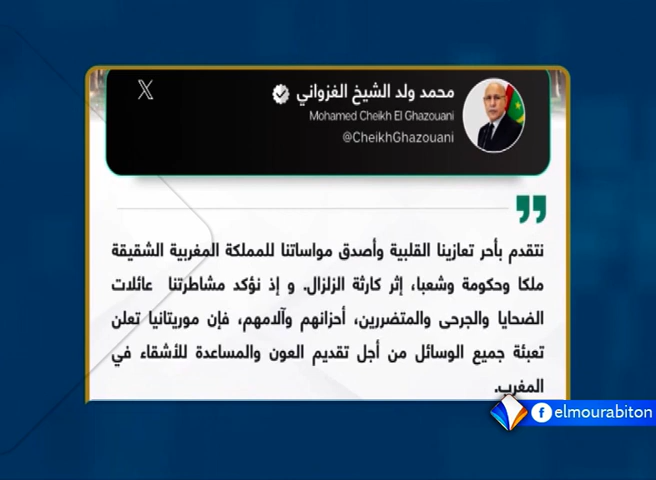 محمد ولد الشيخ الغزواني
Mohamed Cheikh El Ghazouani
@CheikhGhazouani
نتقدم بأحر تعازينا القلبية وأصدق مواساتنا للمملكة المغربية الشقيقة
ملكا وحكومة وشعبا، إثر كارثة الزلزال. و إذ نؤكد مشاطرتنا عائلات
الضحايا والجرحى والمتضررين، أحزانهم وآلامهم، فإن موريتانيا تعلن
تعبئة جميع الوسائل من أجل تقديم العون والمساعدة للأشقاء في
المغرب.
elmourabiton